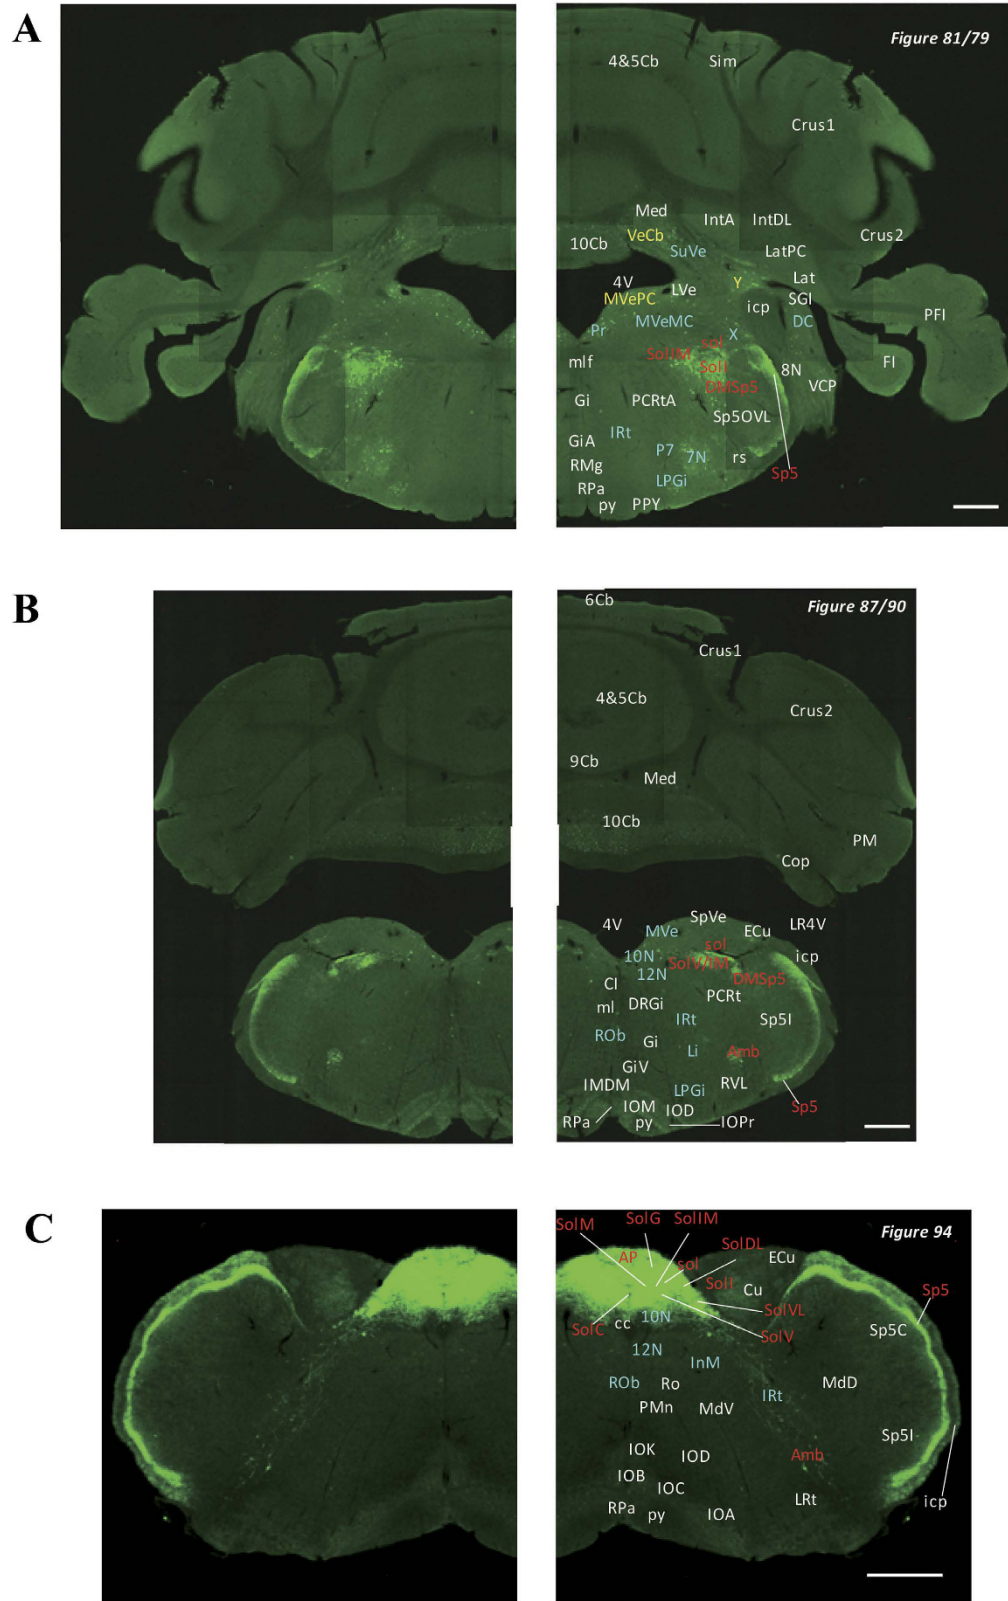 A
Figure 81/79
4&5Cb
Sim
Crus1
Med
IntA
IntDL
VeCb
Crus2
10Cb
SuVe
LatPC
4V
LVe
Y
Lat
MVePC
icp
SGl
PFl
Pr
MVeMC
X
DC
sol
mlf
SolIM
SolI
8N
Fl
DMSp5
VCP
Gi
PCRtA
Sp5OVL
IRt
GiA
P7
7N
rs
RMg
LPGi
Sp5
RPa
py
PPY
B
6Cb
Figure 87/90
Crus1
4&5Cb
Crus2
9Cb
Med
10Cb
PM
Cop
4V
SpVe
LR4V
MVe
ECu
sol
10N
SolV/IM
icp
12N
DMSp5
CI
PCRt
ml
DRGi
IRt
Sp5I
ROb
Gi
Li
Amb
GiV
IMDM
LPGi
RVL
IOM
IOD
Sp5
RPa
py
IOPr
C
SolM
SolG
SolIM
Figure 94
SolDL
AP
sol
ECu
SolI
Cu
Sp5
SolVL
SolC
cc
10N
SolV
Sp5C
12N
InM
ROb
Ro
IRt
MdD
PMn
MdV
Sp5I
IOK
IOD
Amb
IOB
IOC
LRt
icp
RPa
py
IOA